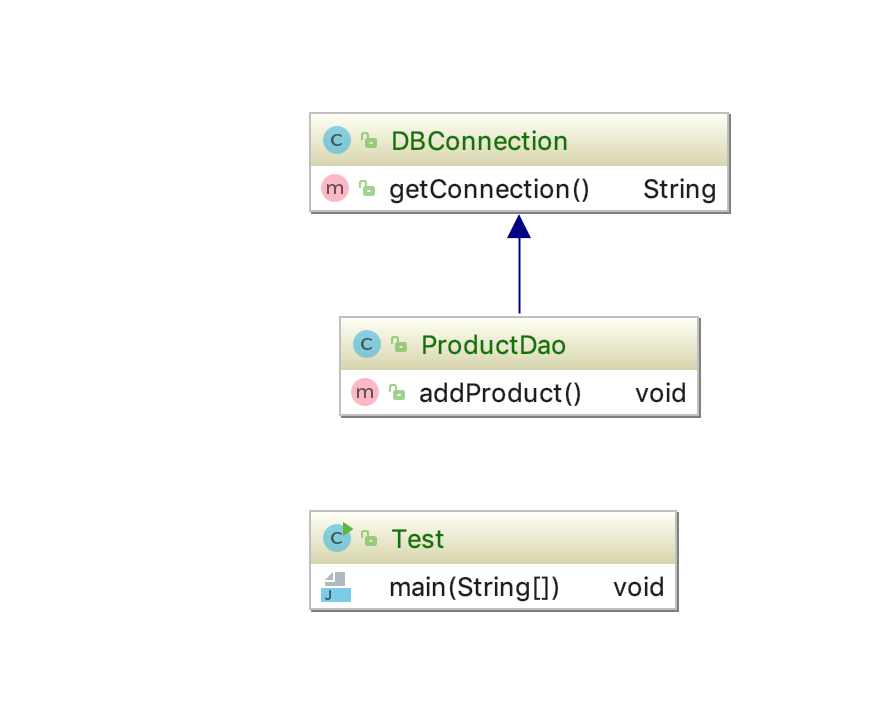 C DBConnection
m getConnection() String
C ProductDao
m addProduct() void
C Test
J main(String[]) void